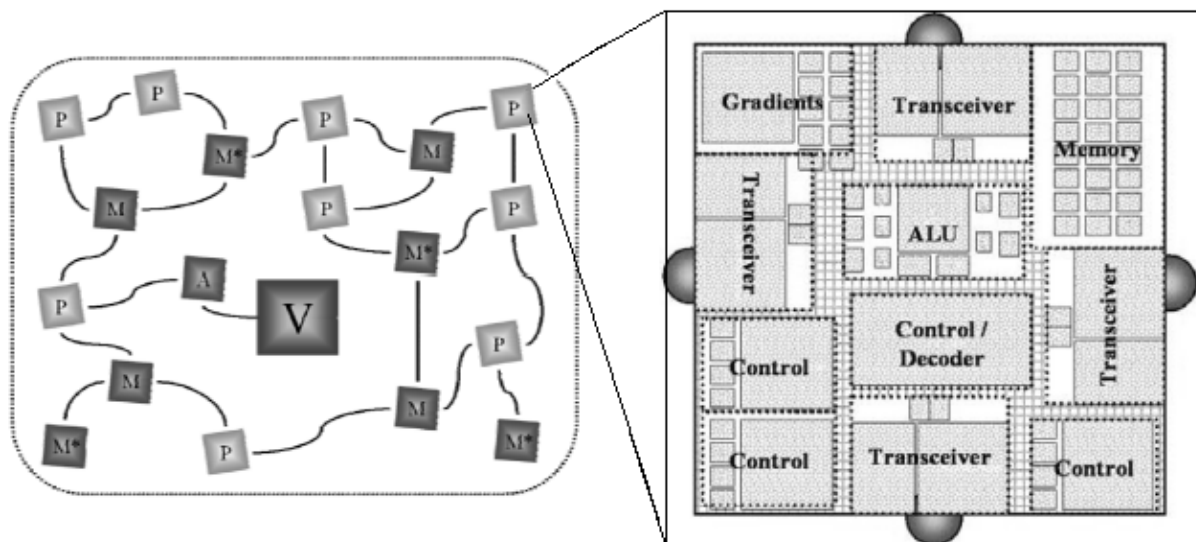 P
P
P
P
M*
M
M
P
P
M*
A
P
V
P
M
M
M*
P
M*
Gradients
Transceiver
Memory
Transceiver
ALU
Control /
Decoder
Transceiver
Control
Control
Transceiver
Control